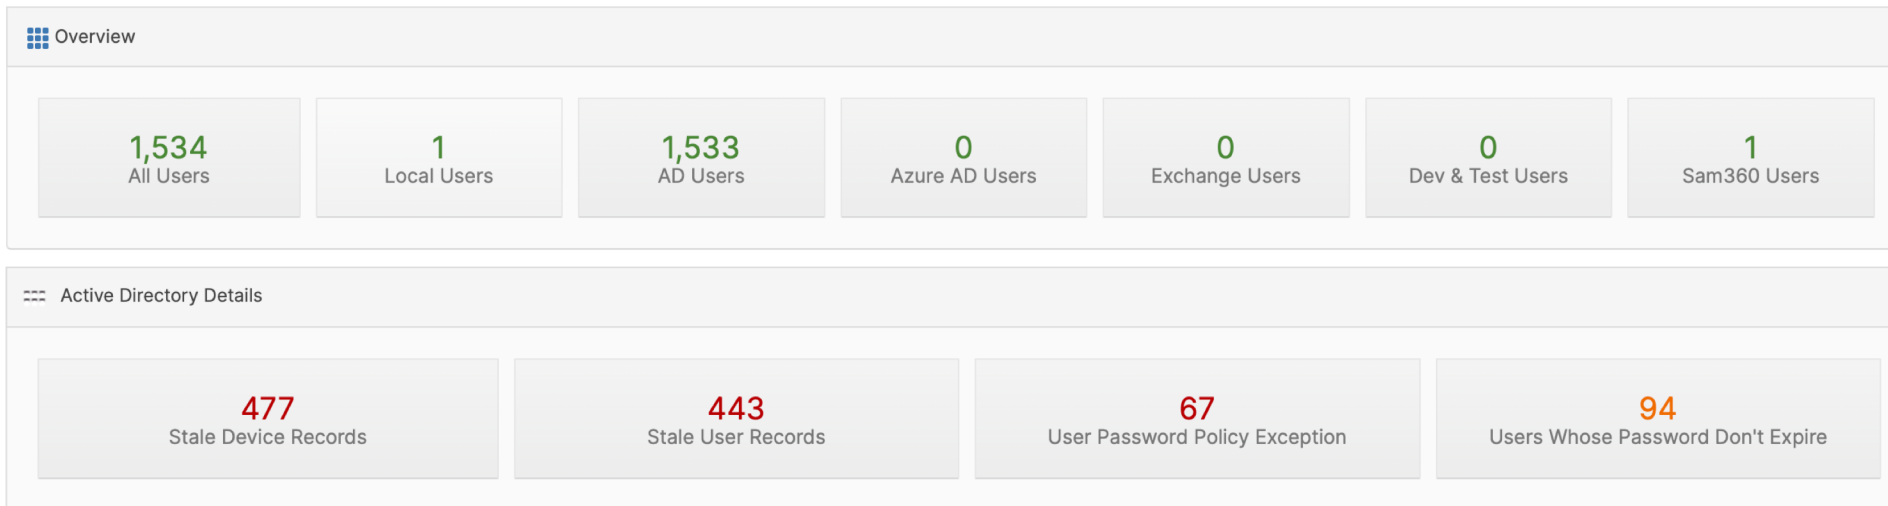 Overview
1,534
All Users
1
Local Users
1,533
AD Users
0
Azure AD Users
0
Exchange Users
0
Dev & Test Users
1
Sam360 Users
Active Directory Details
477
Stale Device Records
443
Stale User Records
67
User Password Policy Exception
94
Users Whose Password Don't Expire